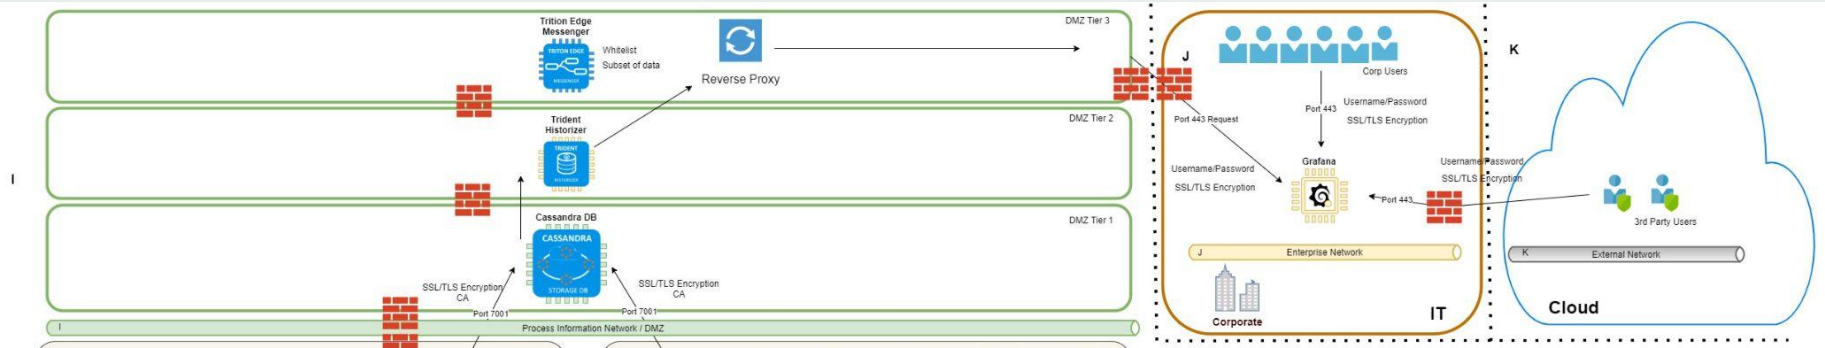 I
Trition Edge
Messenger
TRITON EDGE
MESSENGER
Whitelist
Subset of data
Reverse Proxy
DMZ Tier 3
Trident
Historizer
TRIDENT
HISTORIZER
DMZ Tier 2
Cassandra DB
CASSANDRA
STORAGE DB
DMZ Tier 1
SSL/TLS Encryption
CA
Port 7001
SSL/TLS Encryption
CA
Port 7001
I
Process Information Network / DMZ
J
Corp Users
Port 443
Username/Password
SSL/TLS Encryption
Port 443 Request
Username/Password
SSL/TLS Encryption
Grafana
Port 443
Username/Password
SSL/TLS Encryption
J
Enterprise Network
Corporate
IT
K
3rd Party Users
K
External Network
Cloud